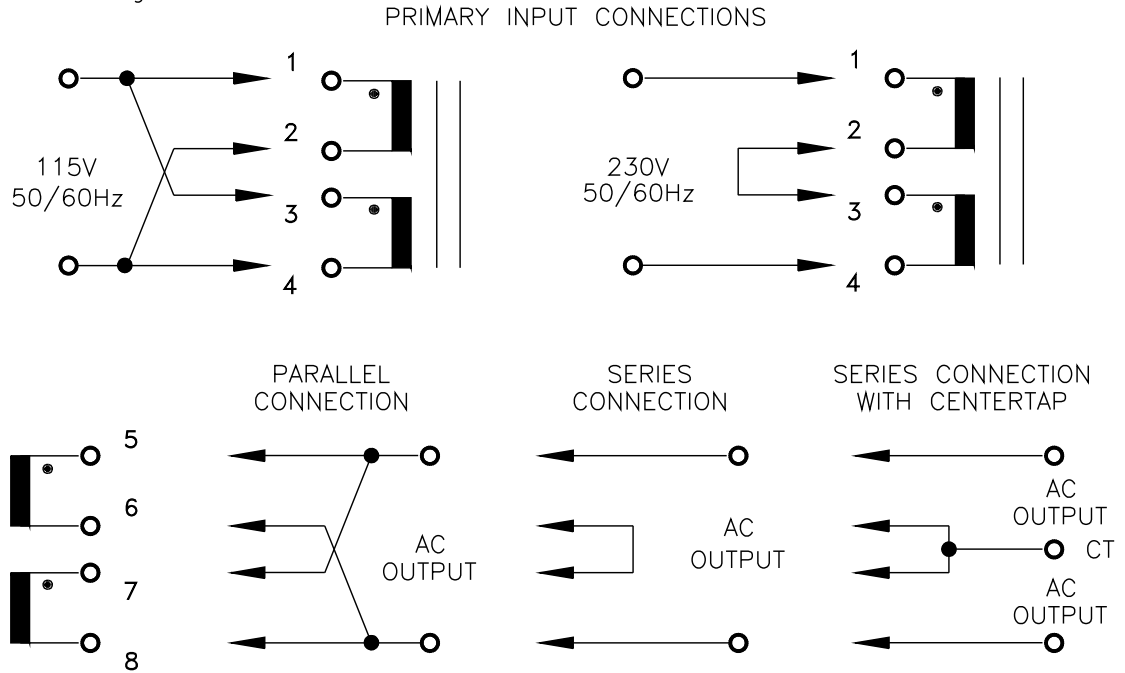 PRIMARY INPUT CONNECTIONS
1
2
3
4
115V
50/60Hz
1
2
3
4
230V
50/60Hz
PARALLEL
CONNECTION
SERIES
CONNECTION
SERIES CONNECTION
WITH CENTERTAP
5
6
7
8
AC
OUTPUT
AC
OUTPUT
AC
OUTPUT
CT
AC
OUTPUT